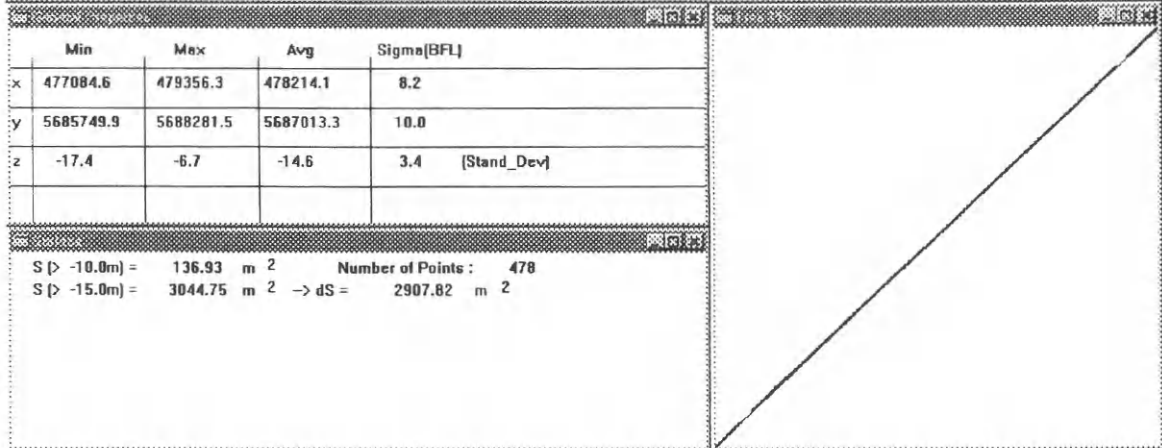 Min Max Avg Sigma(BFL)
x 477084.6 479356.3 478214.1 8.2
y 5685749.9 5688281.5 5687013.3 10.0
z -17.4 -6.7 -14.6 3.4 (Stand_Dev)
S (> -10.0m) = 136.93 m 2 Number of Points : 478
S (> -15.0m) = 3044.75 m 2 -> dS = 2907.82 m 2